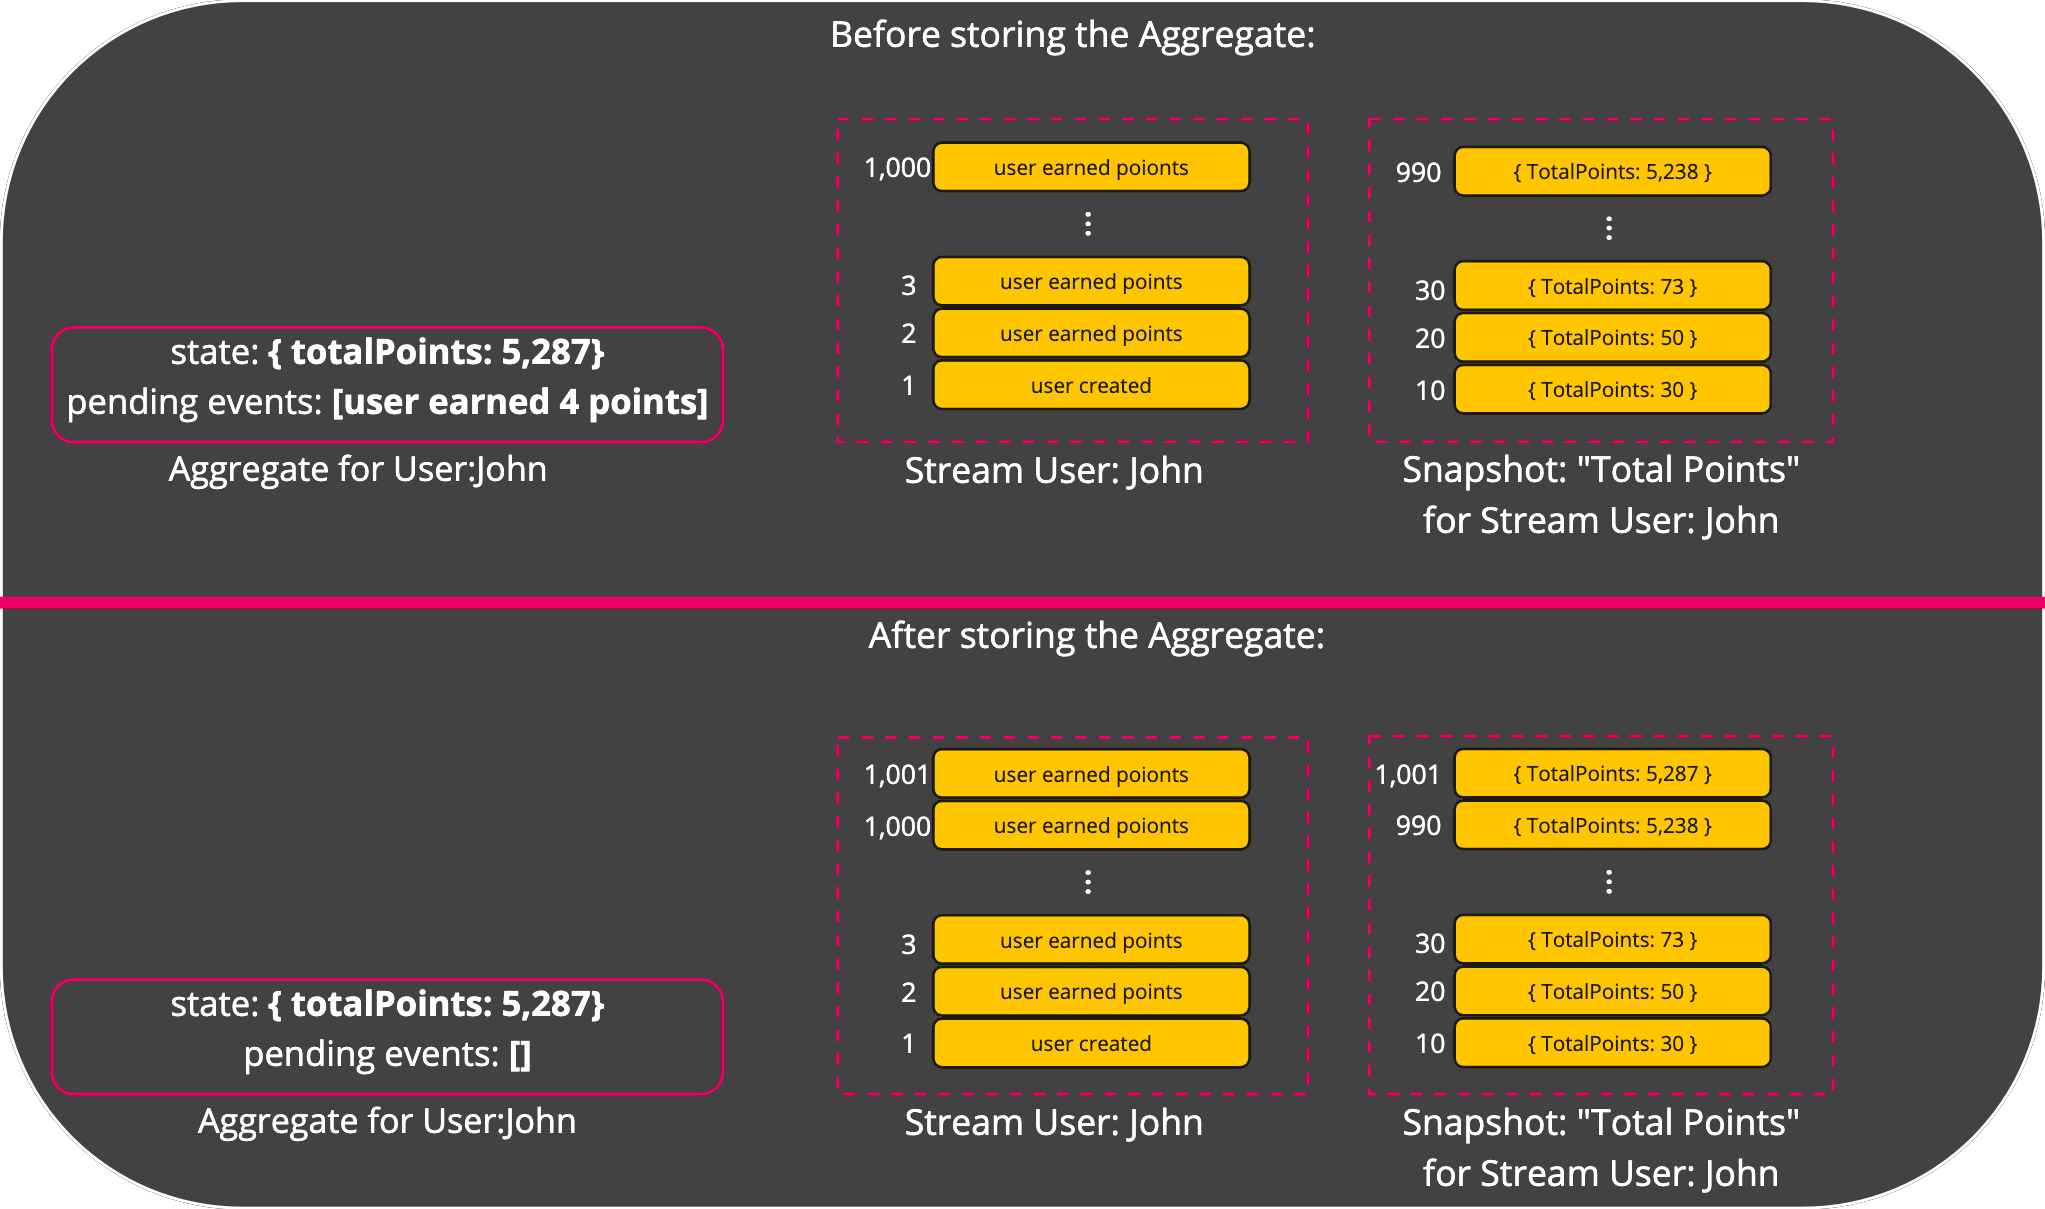 Before storing the Aggregate:
state: { totalPoints: 5,287}
pending events: [user earned 4 points]
Aggregate for User:John
1,000 user earned poionts
⋮
3 user earned points
2 user earned points
1 user created
Stream User: John
990 { TotalPoints: 5,238 }
⋮
30 { TotalPoints: 73 }
20 { TotalPoints: 50 }
10 { TotalPoints: 30 }
Snapshot: "Total Points"
for Stream User: John
After storing the Aggregate:
state: { totalPoints: 5,287}
pending events: []
Aggregate for User:John
1,001 user earned poionts
1,000 user earned poionts
⋮
3 user earned points
2 user earned points
1 user created
Stream User: John
1,001 { TotalPoints: 5,287 }
990 { TotalPoints: 5,238 }
⋮
30 { TotalPoints: 73 }
20 { TotalPoints: 50 }
10 { TotalPoints: 30 }
Snapshot: "Total Points"
for Stream User: John